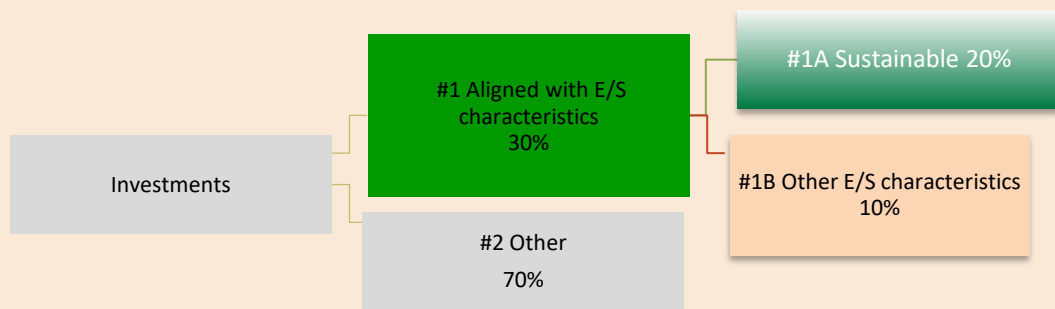 Investments
#1 Aligned with E/S
characteristics
30%
#2 Other
70%
#1A Sustainable 20%
#1B Other E/S characteristics
10%